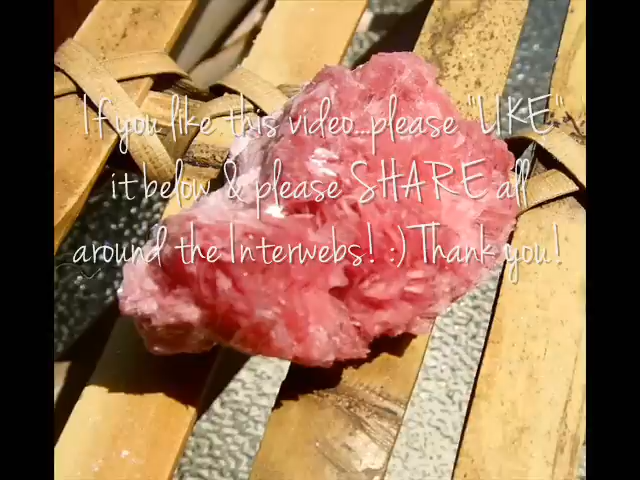 If you like this video...please "LIKE"
it below & please SHARE all
around the Interwebs! :) Thank you!